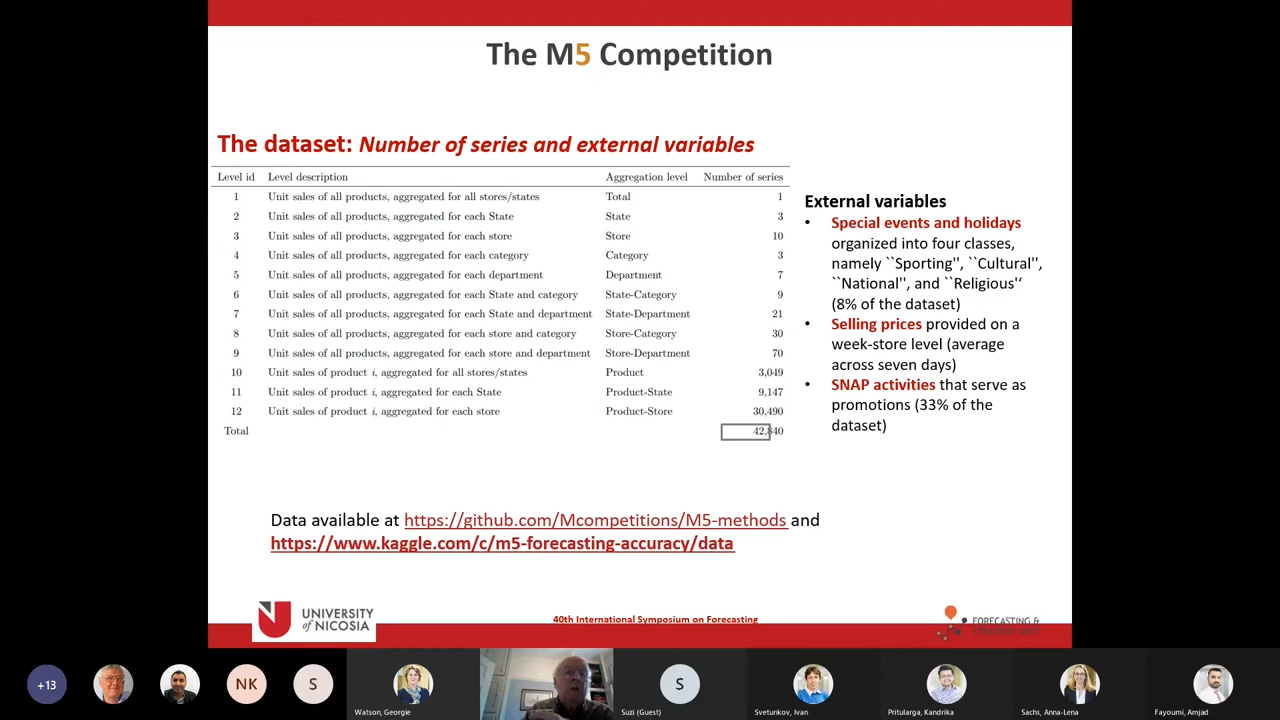 The M5 Competition
The dataset: Number of series and external variables
Level id Level description Aggregation level Number of series
1 Unit sales of all products, aggregated for all stores/states Total 1
2 Unit sales of all products, aggregated for each State State 3
3 Unit sales of all products, aggregated for each store Store 10
4 Unit sales of all products, aggregated for each category Category 3
5 Unit sales of all products, aggregated for each department Department 7
6 Unit sales of all products, aggregated for each State and category State-Category 9
7 Unit sales of all products, aggregated for each State and department State-Department 21
8 Unit sales of all products, aggregated for each store and category Store-Category 30
9 Unit sales of all products, aggregated for each store and department Store-Department 70
10 Unit sales of product i, aggregated for all stores/states Product 3,049
11 Unit sales of product i, aggregated for each State Product-State 9,147
12 Unit sales of product i, aggregated for each store Product-Store 30,490
Total 42,840
External variables
• Special events and holidays
organized into four classes,
namely ``Sporting'', ``Cultural'',
``National'', and ``Religious'‘
(8% of the dataset)
• Selling prices provided on a
week-store level (average
across seven days)
• SNAP activities that serve as
promotions (33% of the
dataset)
Data available at https://github.com/Mcompetitions/M5-methods and
https://www.kaggle.com/c/m5-forecasting-accuracy/data
UNIVERSITY
of NICOSIA
40th International Symposium on Forecasting
FORECASTING &
STRATEGY UNIT
+13 NK S S
Watson, Georgie Suzi (Guest) Svetunkov, Ivan Pritularga, Kandrika Sachs, Anna-Lena Fayoumi, Amjad